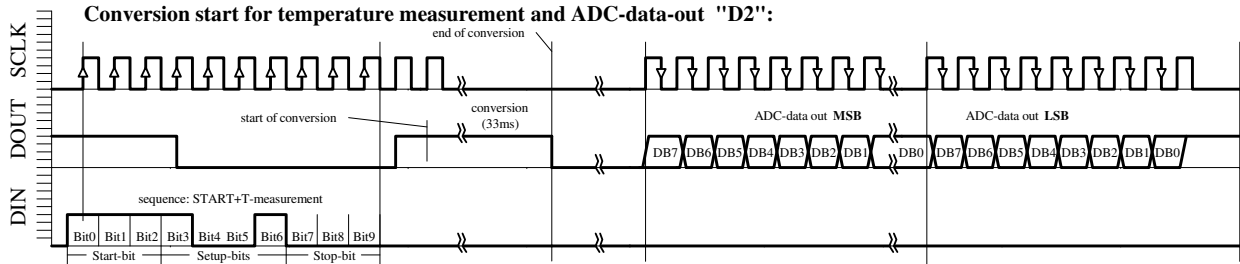 Conversion start for temperature measurement and ADC-data-out "D2":
end of conversion
SCLK
DOUT
start of conversion
conversion
(33ms)
ADC-data out MSB
ADC-data out LSB
DB7 DB6 DB5 DB4 DB3 DB2 DB1 DB0 DB7 DB6 DB5 DB4 DB3 DB2 DB1 DB0
DIN
sequence: START+T-measurement
Bit0 Bit1 Bit2 Bit3 Bit4 Bit5 Bit6 Bit7 Bit8 Bit9
Start-bit Setup-bits Stop-bit